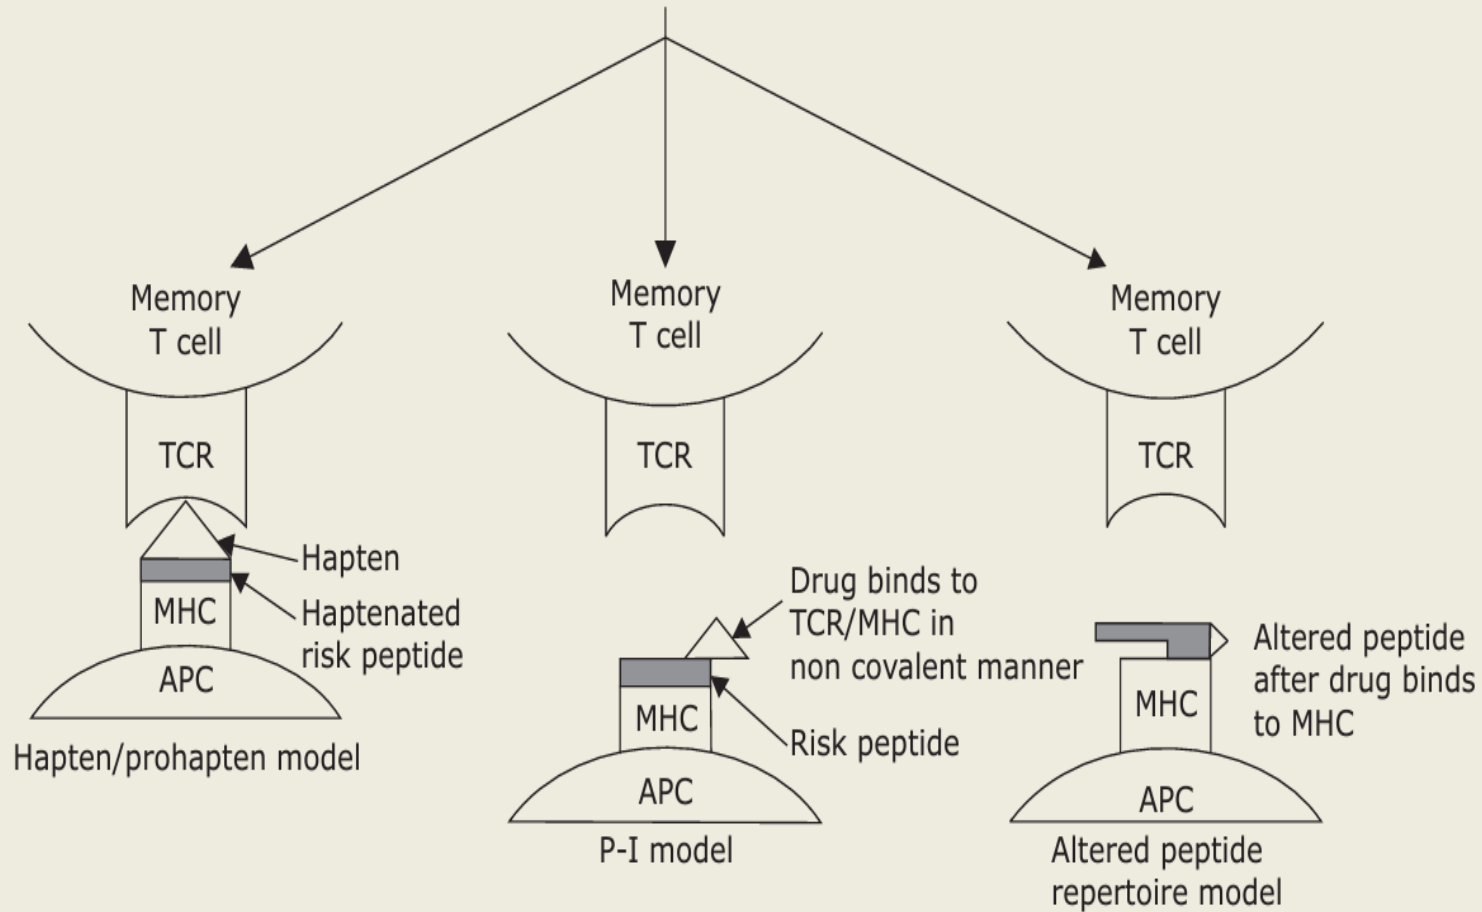 Memory
T cell
TCR
Hapten
Haptenated
risk peptide
MHC
APC
Hapten/prohapten model
Memory
T cell
TCR
Drug binds to
TCR/MHC in
non covalent manner
Risk peptide
MHC
APC
P-I model
Memory
T cell
TCR
Altered peptide
after drug binds
to MHC
MHC
APC
Altered peptide
repertoire model